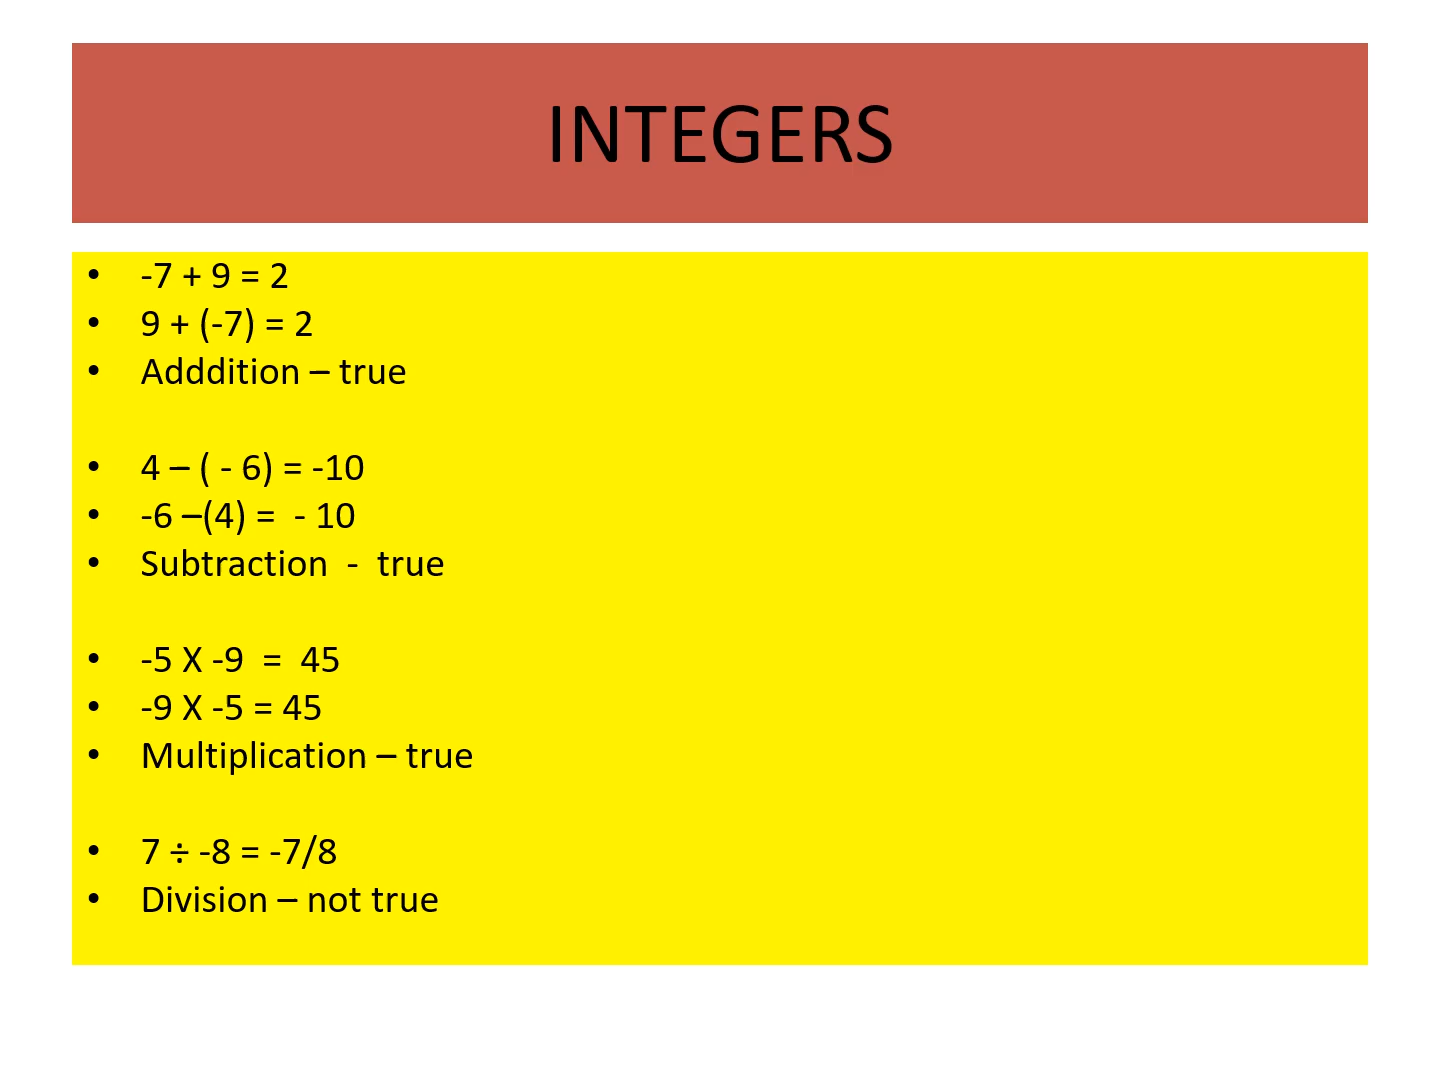 INTEGERS
• -7 + 9 = 2
• 9 + (-7) = 2
• Adddition – true
• 4 – ( - 6) = -10
• -6 –(4) =  - 10
• Subtraction  -  true
• -5 X -9  =  45
• -9 X -5 = 45
• Multiplication – true
• 7 ÷ -8 = -7/8
• Division – not true